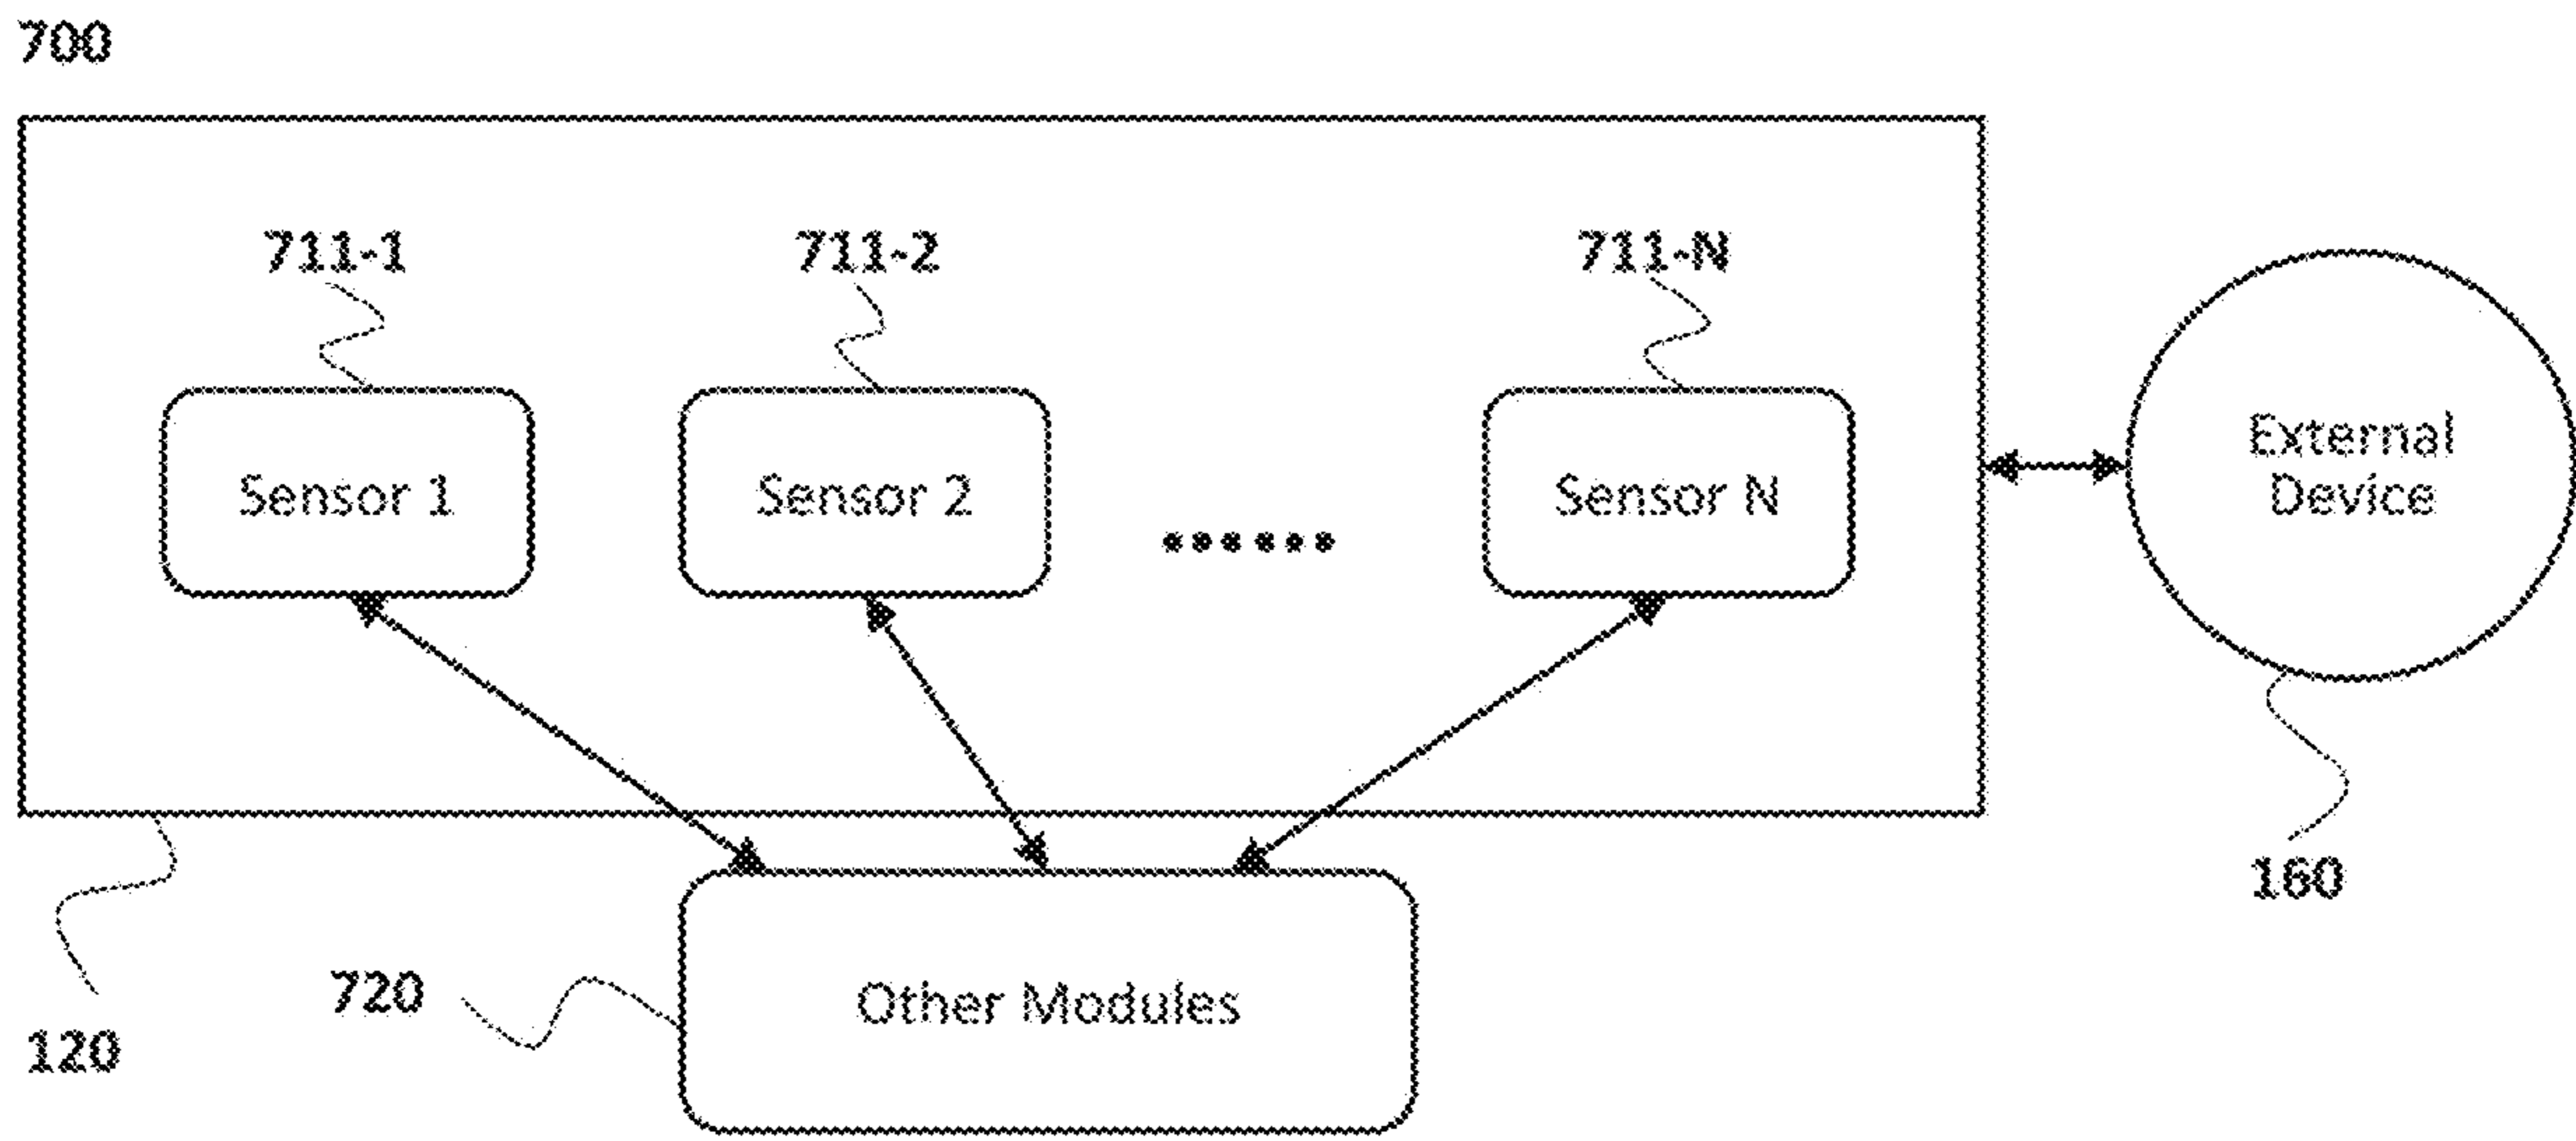 700
711-1
711-2
711-N
Sensor 1
Sensor 2
......
Sensor N
External
Device
160
720
Other Modules
120